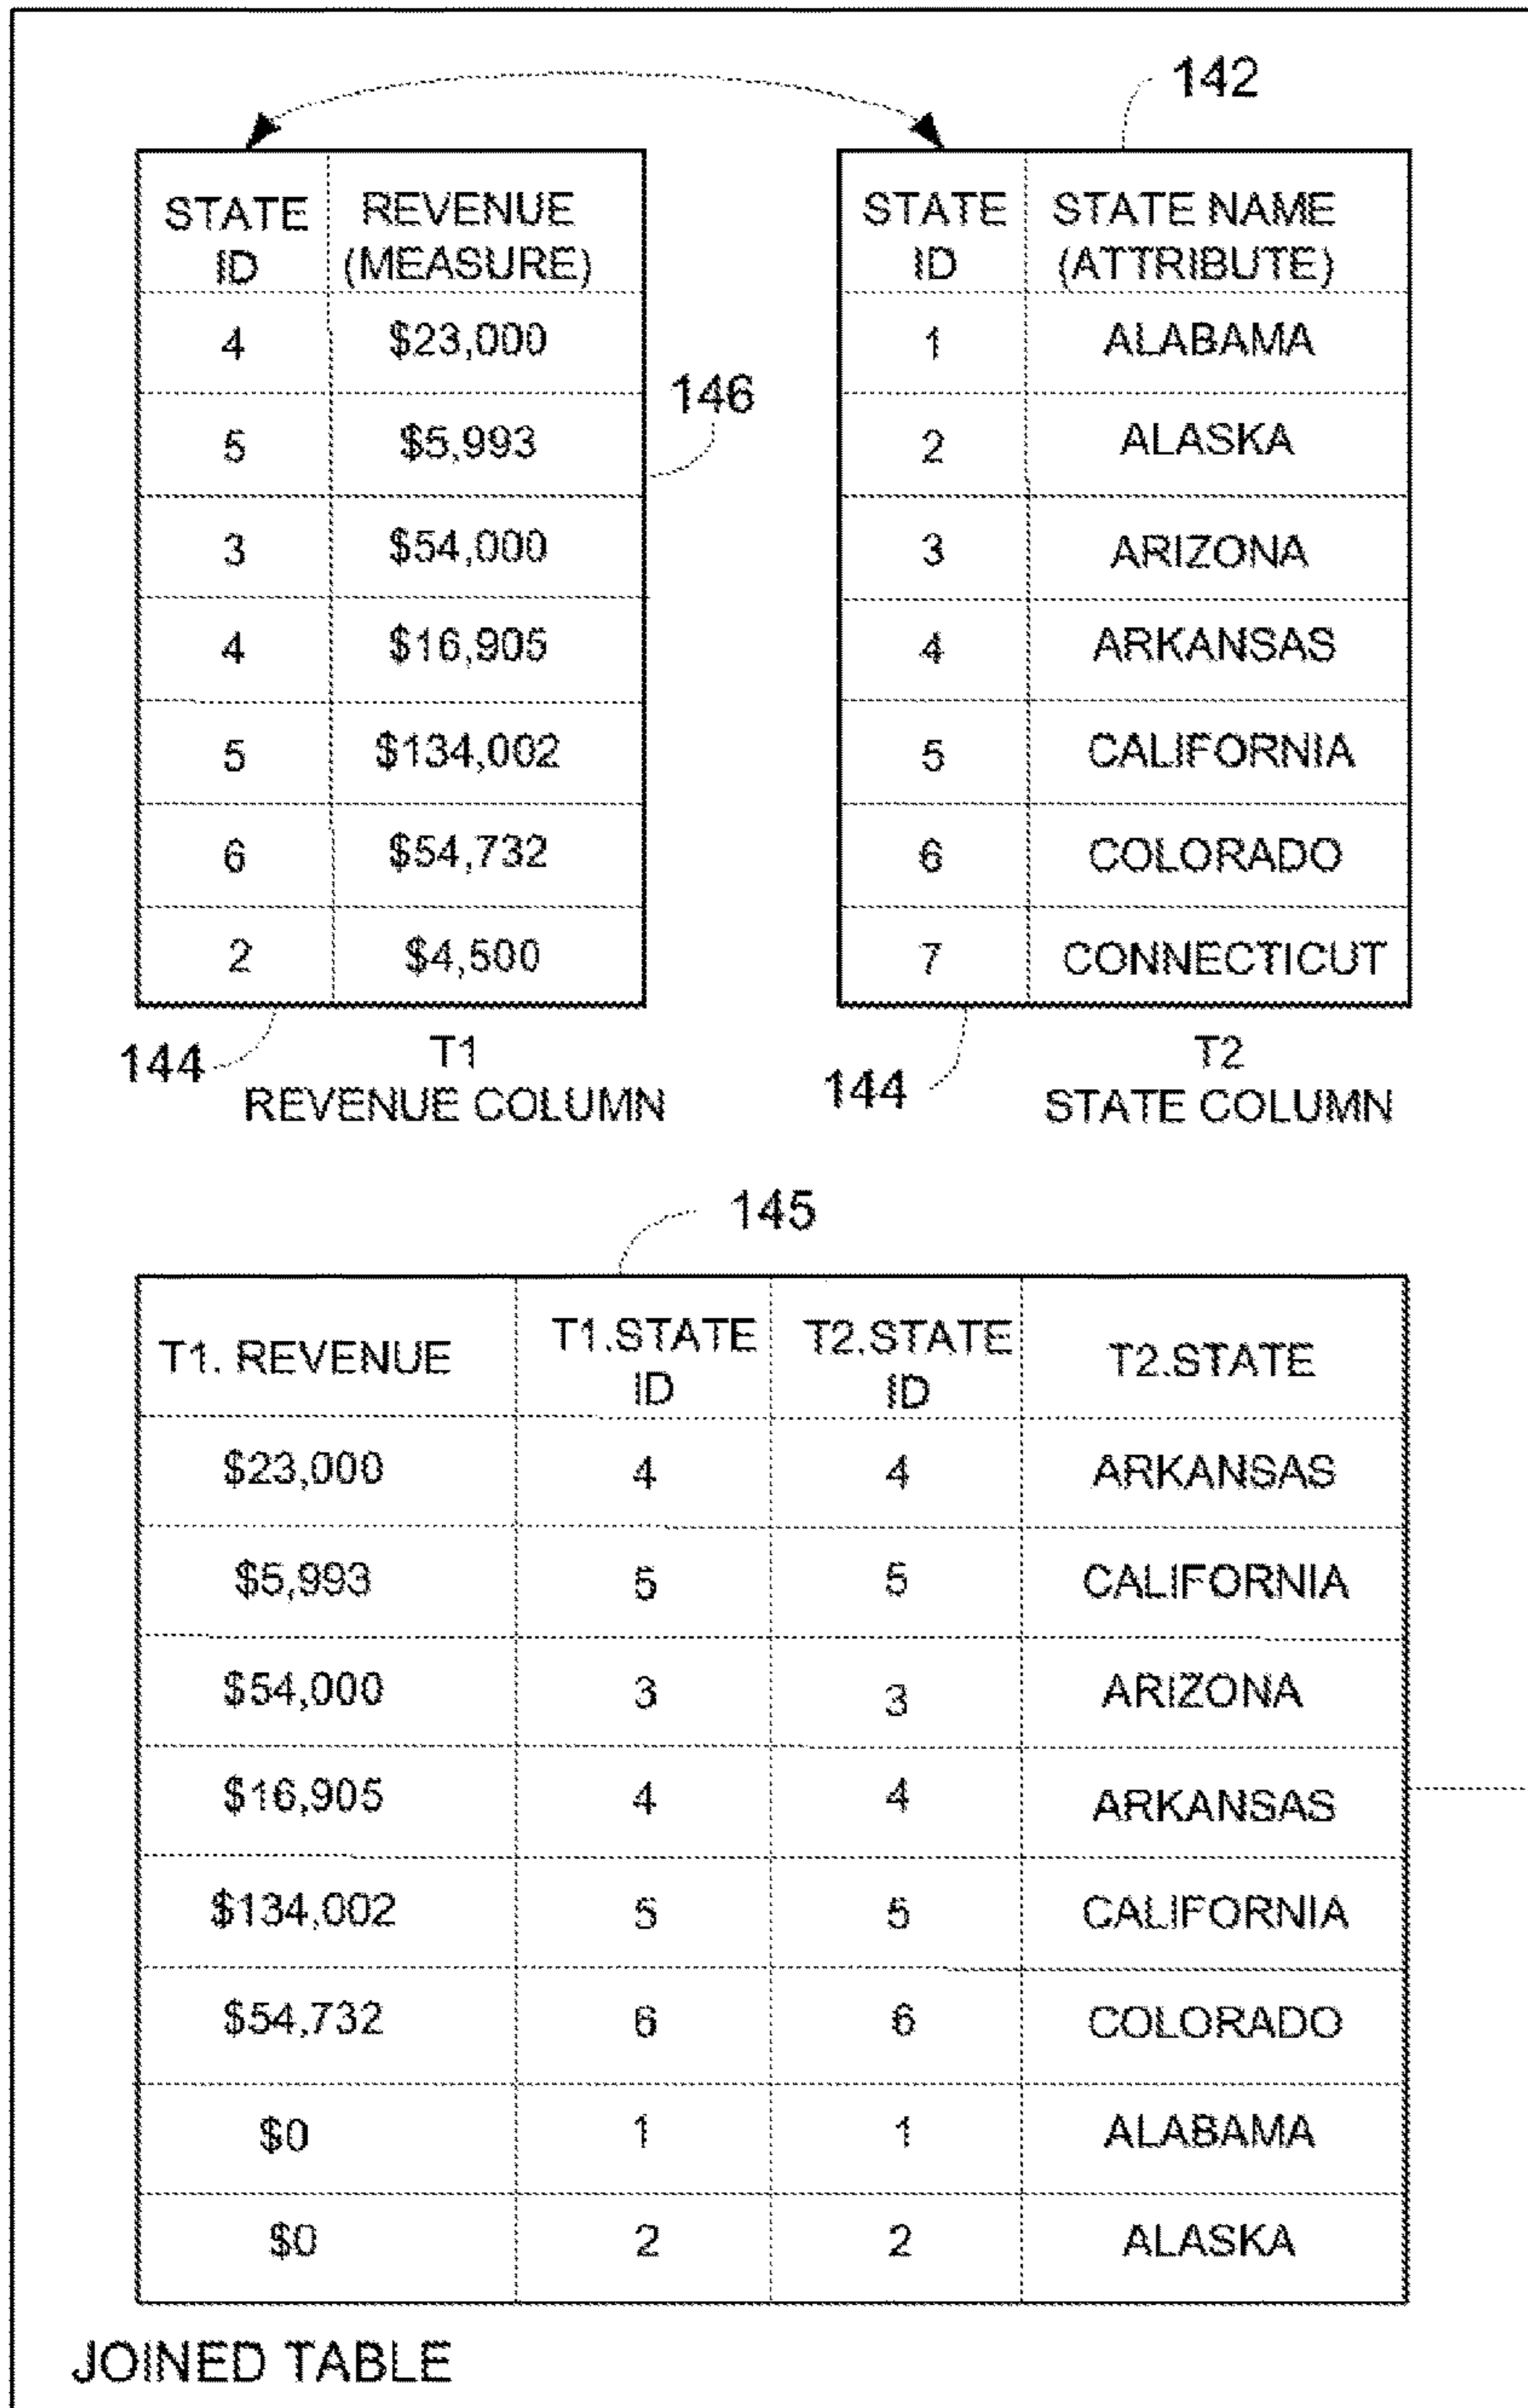 142
STATE ID REVENUE (MEASURE)
4 $23,000
5 $5,993
3 $54,000
4 $16,905
5 $134,002
6 $54,732
2 $4,500
146
144
T1
REVENUE COLUMN
STATE ID STATE NAME (ATTRIBUTE)
1 ALABAMA
2 ALASKA
3 ARIZONA
4 ARKANSAS
5 CALIFORNIA
6 COLORADO
7 CONNECTICUT
144
T2
STATE COLUMN
145
T1. REVENUE T1.STATE ID T2.STATE ID T2.STATE
$23,000 4 4 ARKANSAS
$5,993 5 5 CALIFORNIA
$54,000 3 3 ARIZONA
$16,905 4 4 ARKANSAS
$134,002 5 5 CALIFORNIA
$54,732 6 6 COLORADO
$0 1 1 ALABAMA
$0 2 2 ALASKA
JOINED TABLE